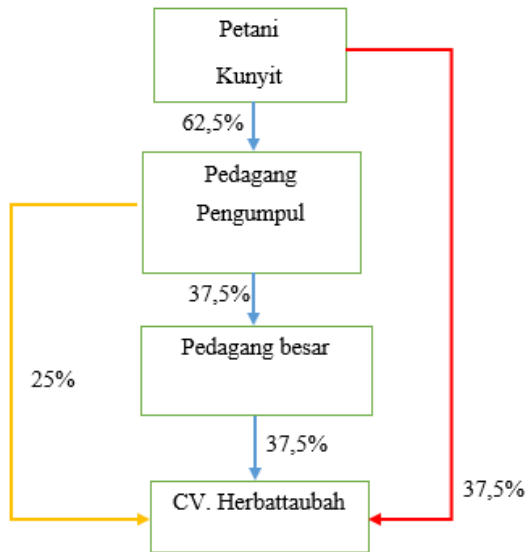 Petani
Kunyit
62,5%
Pedagang
Pengumpul
37,5%
Pedagang besar
25%
37,5%
CV. Herbattaubah
37,5%